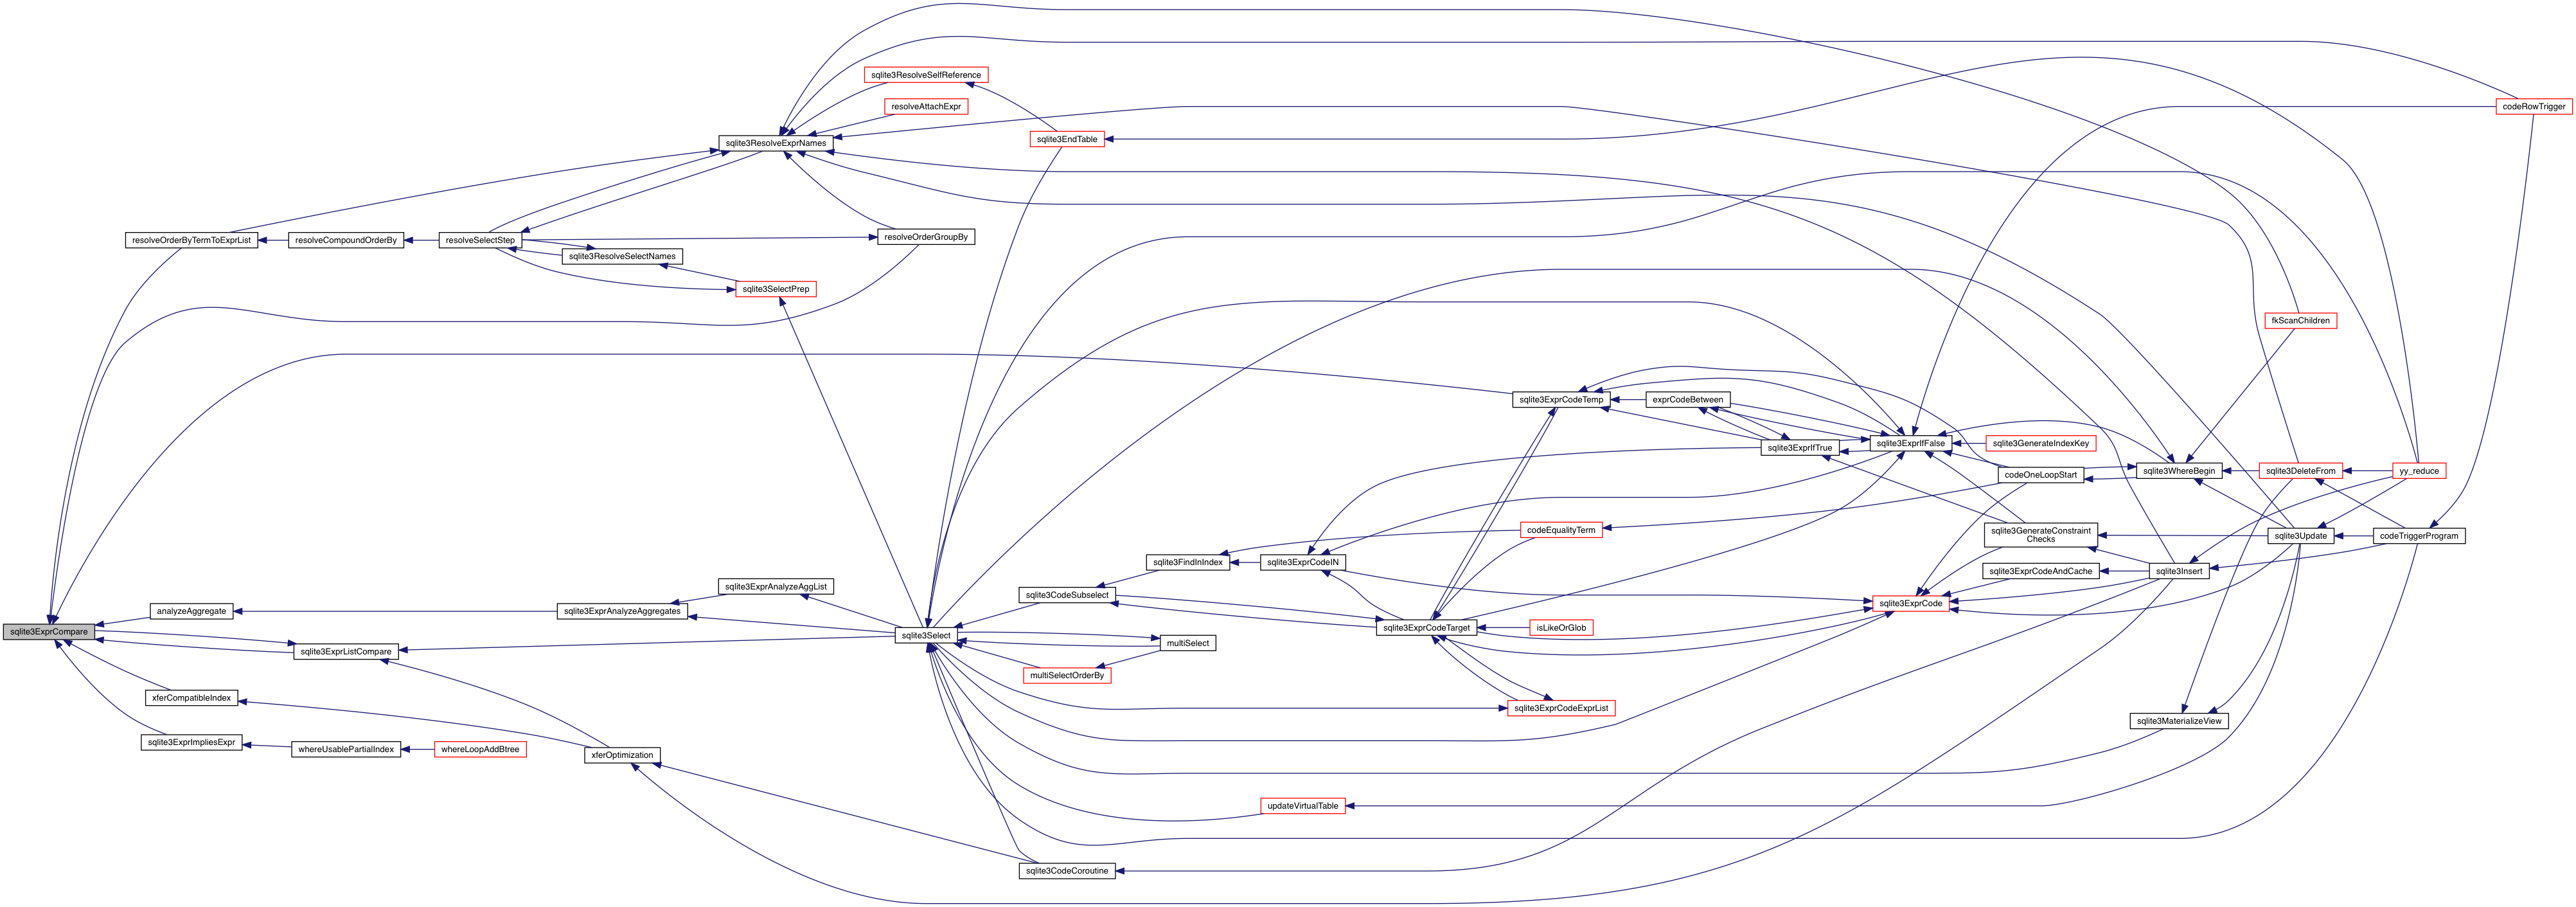 sqlite3ResolveSelfReference
resolveAttachExpr
codeRowTrigger
sqlite3EndTable
sqlite3ResolveExprNames
resolveOrderByTermToExprList
resolveCompoundOrderBy
resolveSelectStep
resolveOrderGroupBy
sqlite3ResolveSelectNames
sqlite3SelectPrep
fkScanChildren
sqlite3ExprCodeTemp
exprCodeBetween
sqlite3ExprIfTrue
sqlite3ExprIfFalse
sqlite3GenerateIndexKey
codeOneLoopStart
sqlite3WhereBegin
sqlite3DeleteFrom
yy_reduce
codeEqualityTerm
sqlite3GenerateConstraint
Checks
sqlite3Update
codeTriggerProgram
sqlite3FindInIndex
sqlite3ExprCodeIN
sqlite3ExprCodeAndCache
sqlite3Insert
sqlite3ExprAnalyzeAggList
sqlite3CodeSubselect
sqlite3ExprCode
analyzeAggregate
sqlite3ExprAnalyzeAggregates
sqlite3ExprCompare
sqlite3Select
sqlite3ExprCodeTarget
isLikeOrGlob
multiSelect
sqlite3ExprListCompare
multiSelectOrderBy
xferCompatibleIndex
sqlite3ExprCodeExprList
sqlite3MaterializeView
sqlite3ExprImpliesExpr
whereUsablePartialIndex
whereLoopAddBtree
xferOptimization
updateVirtualTable
sqlite3CodeCoroutine